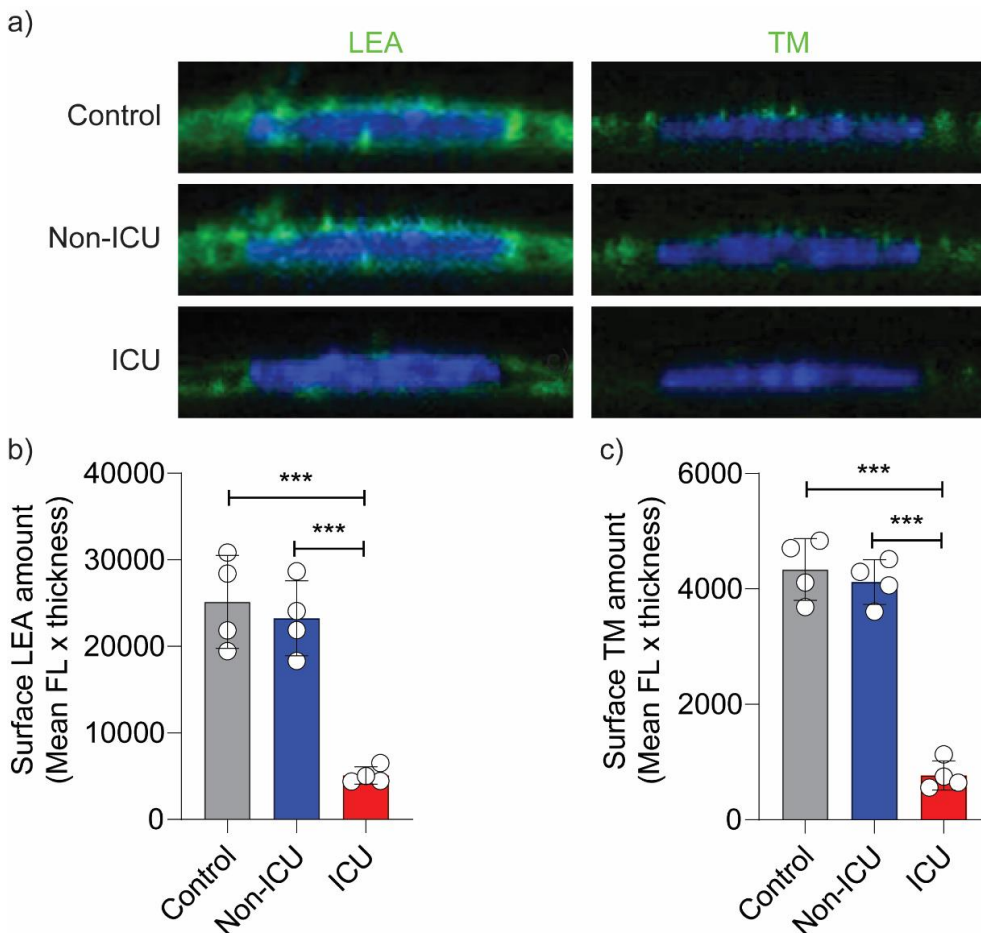 a)
LEA
TM
Control
Non-ICU
ICU
b)
Surface LEA amount
(Mean FL x thickness)
40000
30000
20000
10000
0
***
***
Control
Non-ICU
ICU
c)
Surface TM amount
(Mean FL x thickness)
6000
4000
2000
0
***
***
Control
Non-ICU
ICU